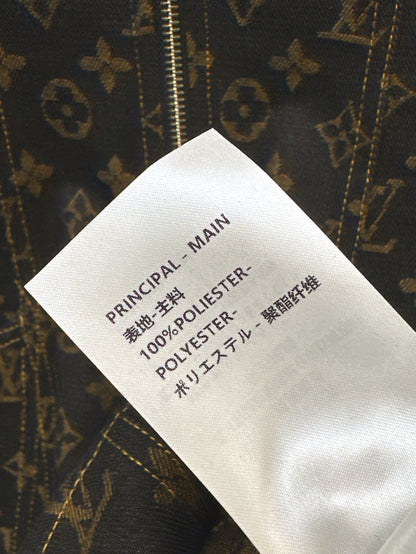 PRINCIPAL - MAIN
表地-主料
100%POLIESTER-
POLYESTER-
ポリエステル - 聚酯纤维